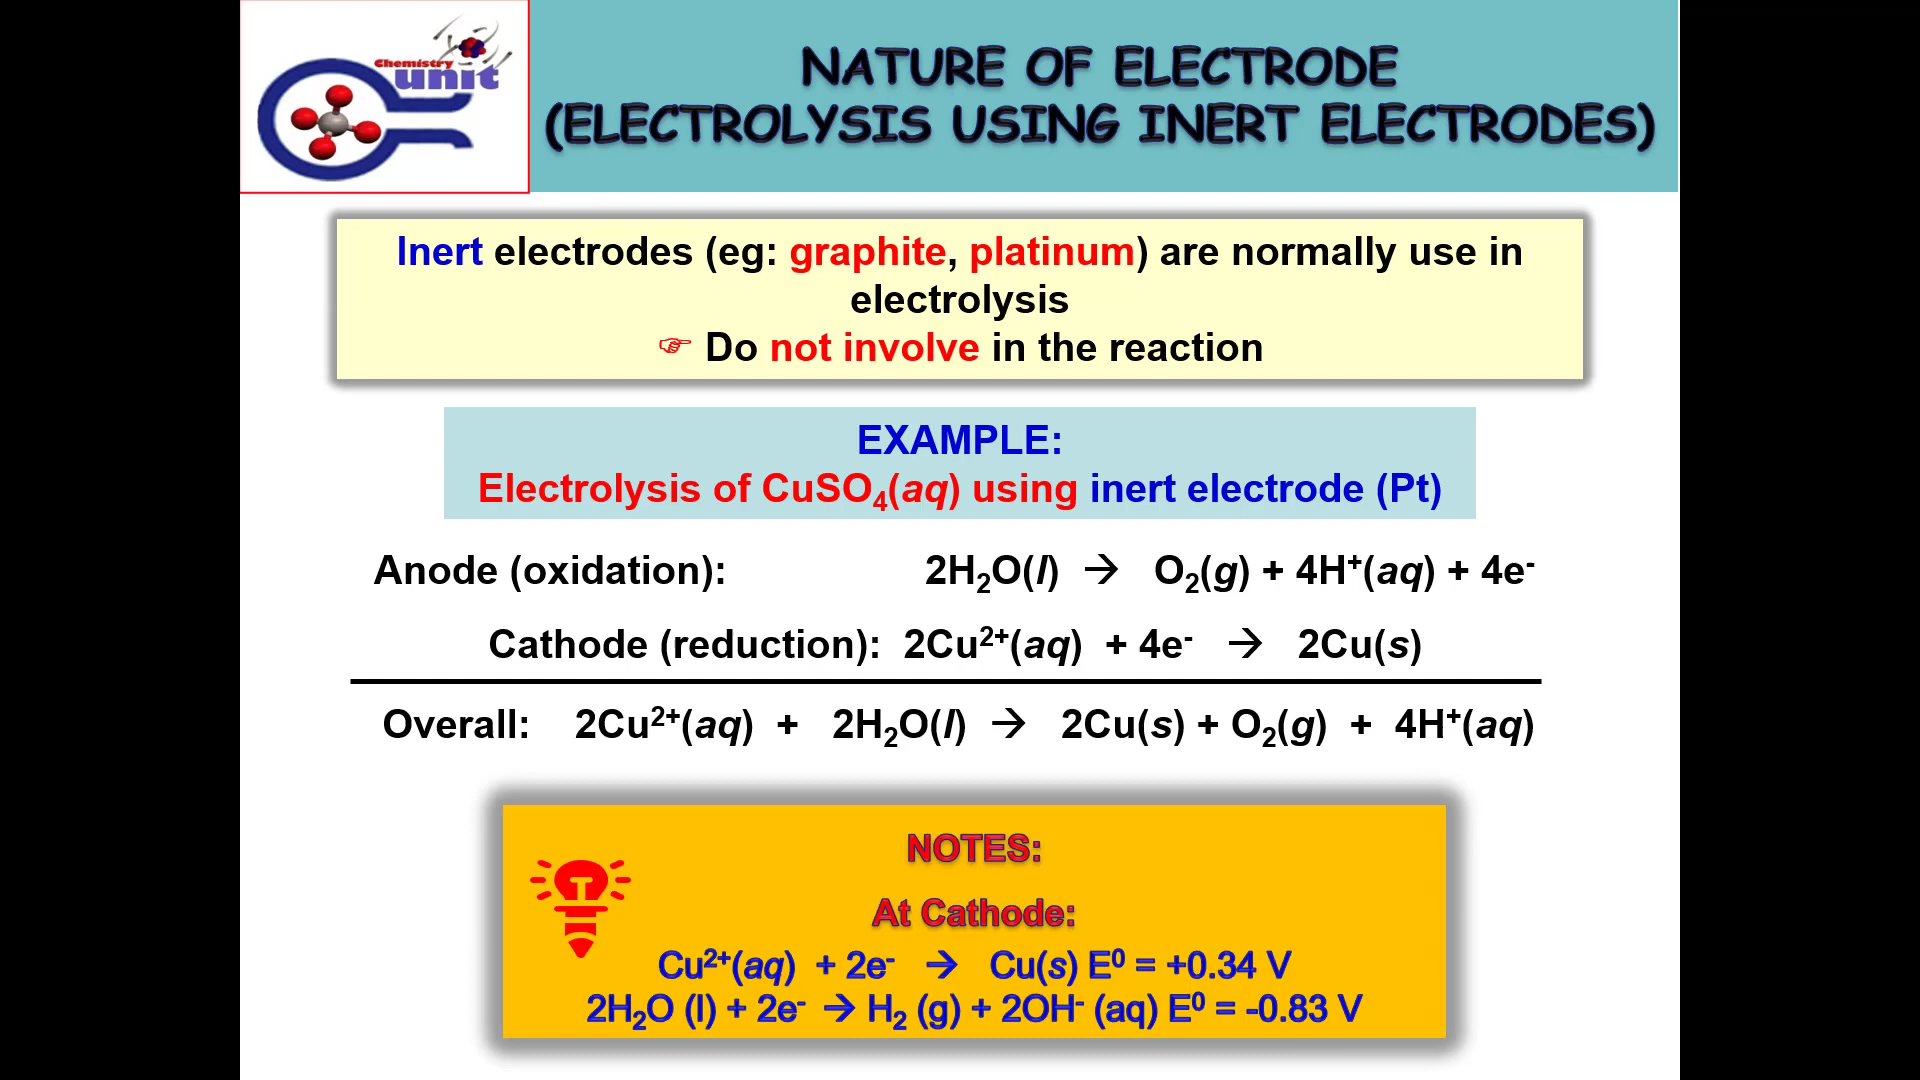 Chemistry
unit
NATURE OF ELECTRODE
(ELECTROLYSIS USING INERT ELECTRODES)
Inert electrodes (eg: graphite, platinum) are normally use in
electrolysis
☞ Do not involve in the reaction
EXAMPLE:
Electrolysis of CuSO₄(aq) using inert electrode (Pt)
Anode (oxidation): 2H₂O(l) → O₂(g) + 4H⁺(aq) + 4e⁻
Cathode (reduction): 2Cu²⁺(aq) + 4e⁻ → 2Cu(s)
Overall: 2Cu²⁺(aq) + 2H₂O(l) → 2Cu(s) + O₂(g) + 4H⁺(aq)
NOTES:
At Cathode:
Cu²⁺(aq) + 2e⁻ → Cu(s) E⁰ = +0.34 V
2H₂O (l) + 2e⁻ → H₂ (g) + 2OH⁻ (aq) E⁰ = -0.83 V